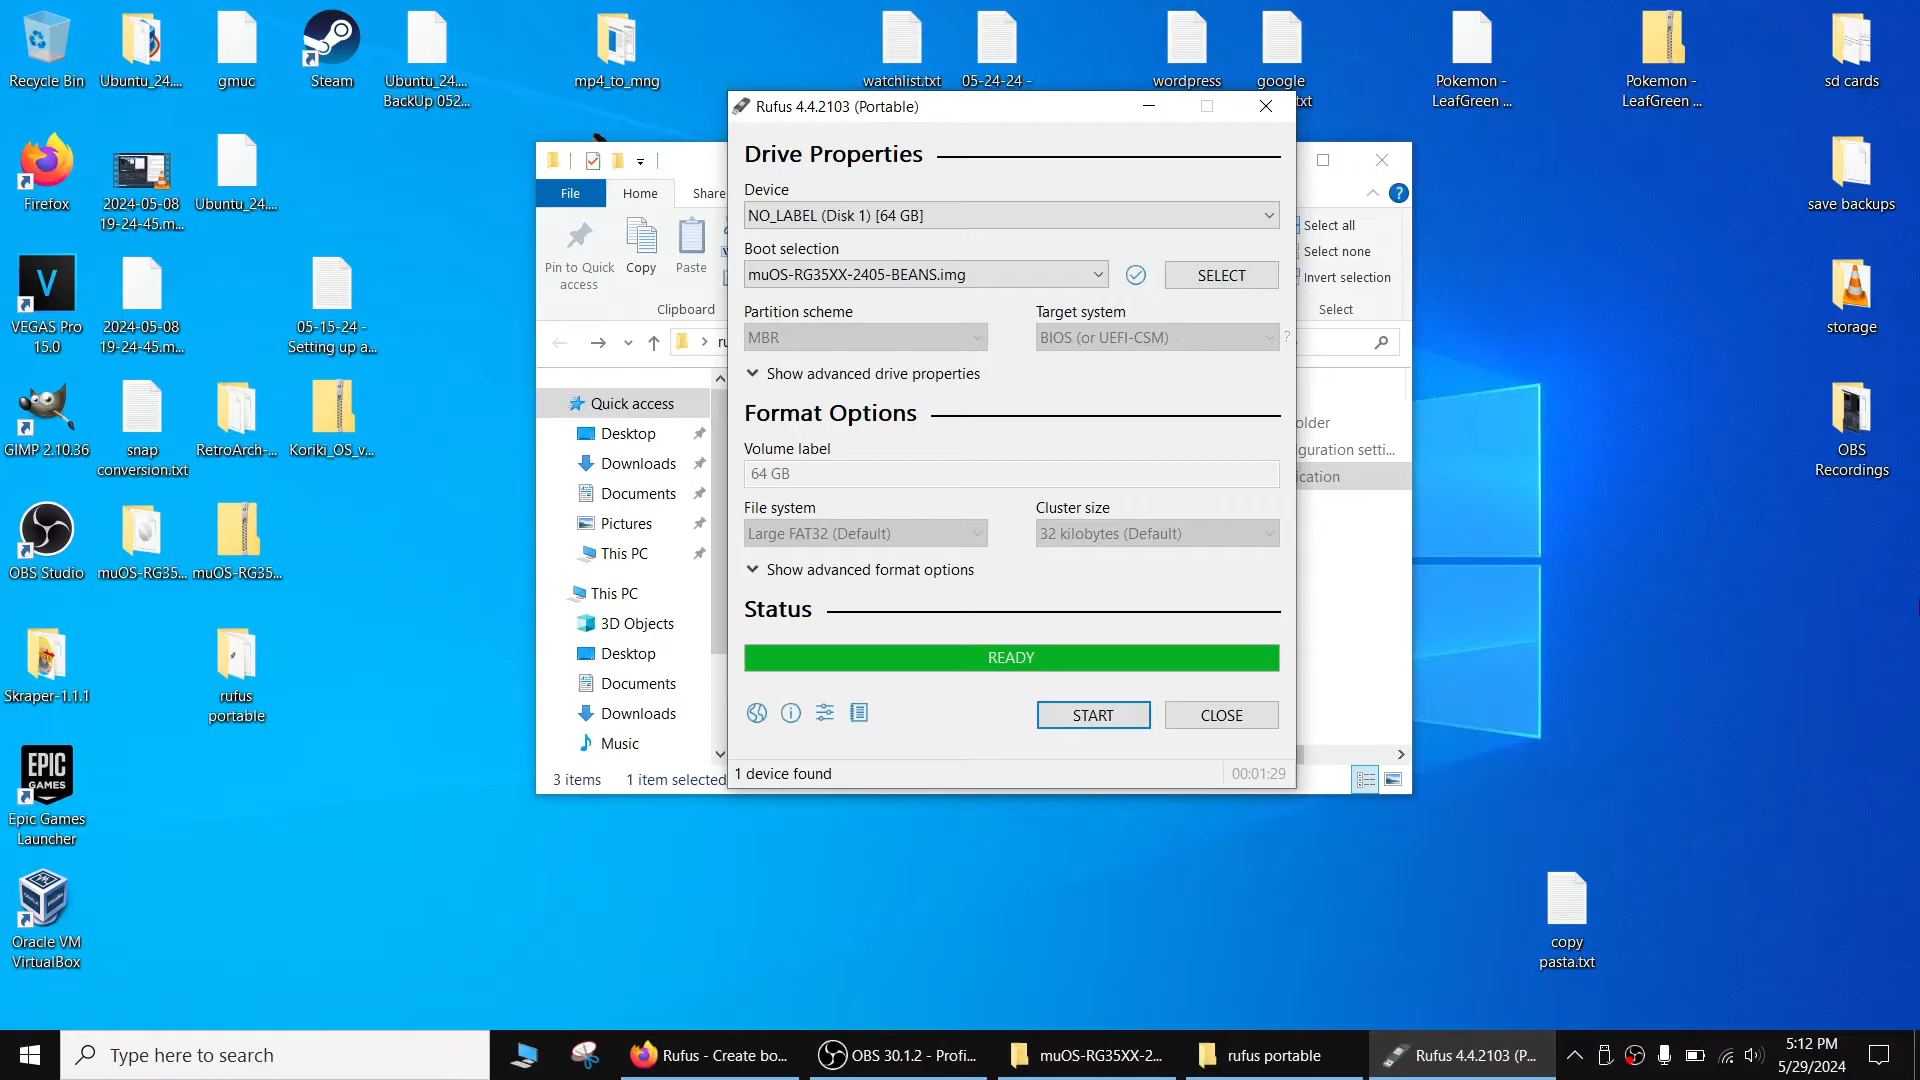 Recycle Bin
Ubuntu_24....
gmuc
Steam
Ubuntu_24....
BackUp 052...
mp4_to_mng
watchlist.txt
05-24-24 -
wordpress
google
txt
Pokemon -
LeafGreen ...
Pokemon -
LeafGreen ...
sd cards
Firefox
2024-05-08
19-24-45.m...
Ubuntu_24....
save backups
VEGAS Pro
15.0
2024-05-08
19-24-45.m...
05-15-24 -
Setting up a...
storage
GIMP 2.10.36
snap
conversion.txt
RetroArch-...
Koriki_OS_v...
OBS
Recordings
OBS Studio
muOS-RG35...
muOS-RG35...
Skraper-1.1.1
rufus
portable
EPIC
GAMES
Epic Games
Launcher
Oracle VM
VirtualBox
copy
pasta.txt
File
Home
Share
Pin to Quick
access
Copy
Paste
Clipboard
Select all
Select none
Invert selection
Select
ru
Quick access
Desktop
Downloads
Documents
Pictures
This PC
This PC
3D Objects
Desktop
Documents
Downloads
Music
older
guration setti...
ication
3 items
1 item selected
Rufus 4.4.2103 (Portable)
Drive Properties
Device
NO_LABEL (Disk 1) [64 GB]
Boot selection
muOS-RG35XX-2405-BEANS.img
SELECT
Partition scheme
Target system
MBR
BIOS (or UEFI-CSM)
?
Show advanced drive properties
Format Options
Volume label
64 GB
File system
Cluster size
Large FAT32 (Default)
32 kilobytes (Default)
Show advanced format options
Status
READY
START
CLOSE
1 device found
00:01:29
Type here to search
Rufus - Create bo...
OBS 30.1.2 - Profi...
muOS-RG35XX-2...
rufus portable
Rufus 4.4.2103 (P...
5:12 PM
5/29/2024